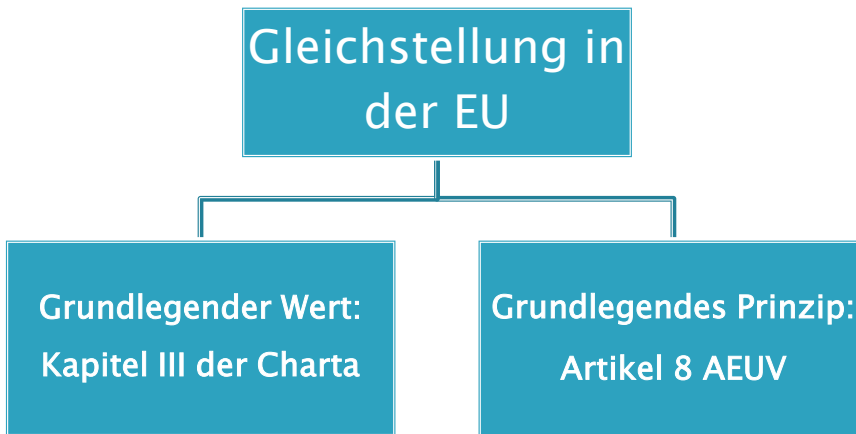 Gleichstellung in
der EU
Grundlegender Wert:
Kapitel III der Charta
Grundlegendes Prinzip:
Artikel 8 AEUV